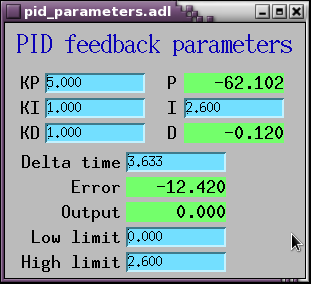 pid_parameters.adl
PID feedback parameters
KP 5.000 P -62.102
KI 1.000 I 2.600
KD 1.000 D -0.120
Delta time 3.633
Error -12.420
Output 0.000
Low limit 0.000
High limit 2.600